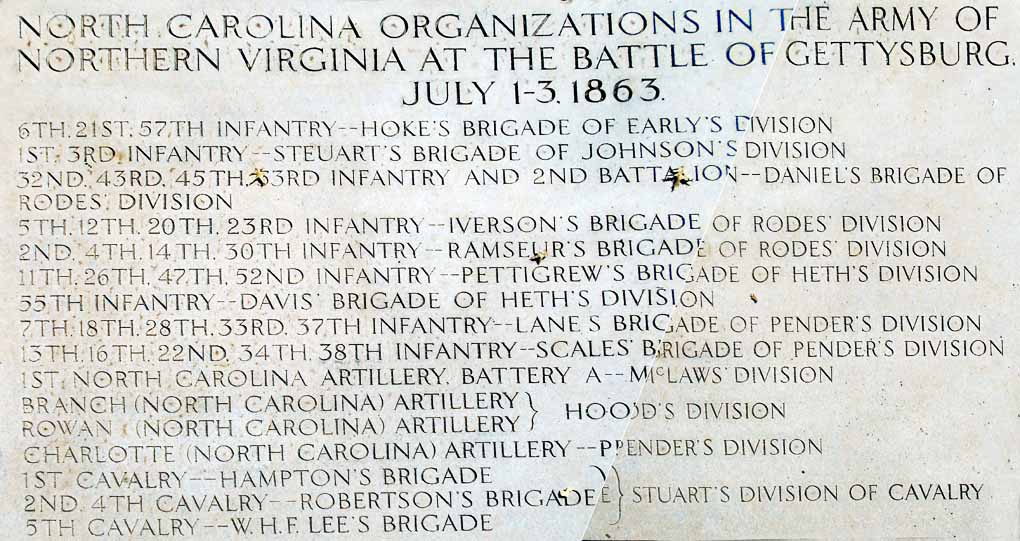 NORTH CAROLINA ORGANIZATIONS IN THE ARMY OF
NORTHERN VIRGINIA AT THE BATTLE OF GETTYSBURG.
JULY 1-3, 1863.
6TH, 21ST, 57TH INFANTRY--HOKE'S BRIGADE OF EARLY'S DIVISION
1ST, 3RD INFANTRY--STEUART'S BRIGADE OF JOHNSON'S DIVISION
32ND, 43RD, 45TH, 53RD INFANTRY AND 2ND BATTALION--DANIEL'S BRIGADE OF
RODES' DIVISION
5TH, 12TH, 20TH, 23RD INFANTRY--IVERSON'S BRIGADE OF RODES' DIVISION
2ND, 4TH, 14TH, 30TH INFANTRY--RAMSEUR'S BRIGADE OF RODES' DIVISION
11TH, 26TH, 47TH, 52ND INFANTRY--PETTIGREW'S BRIGADE OF HETH'S DIVISION
55TH INFANTRY--DAVIS' BRIGADE OF HETH'S DIVISION
7TH, 18TH, 28TH, 33RD, 37TH INFANTRY--LANE'S BRIGADE OF PENDER'S DIVISION
13TH, 16TH, 22ND, 34TH, 38TH INFANTRY--SCALES' BRIGADE OF PENDER'S DIVISION
1ST NORTH CAROLINA ARTILLERY, BATTERY A--McLAWS' DIVISION
BRANCH (NORTH CAROLINA) ARTILLERY
ROWAN (NORTH CAROLINA) ARTILLERY
HOOD'S DIVISION
CHARLOTTE (NORTH CAROLINA) ARTILLERY--PENDER'S DIVISION
1ST CAVALRY--HAMPTON'S BRIGADE
2ND, 4TH CAVALRY--ROBERTSON'S BRIGADE
5TH CAVALRY--W.H.F. LEE'S BRIGADE
STUART'S DIVISION OF CAVALRY